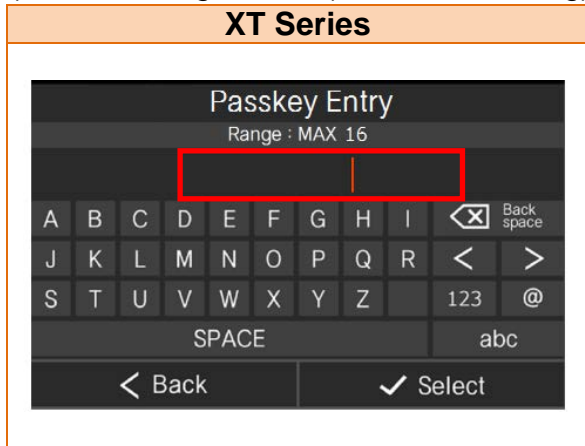 XT Series
Passkey Entry
Range : MAX 16
A B C D E F G H I Back space
J K L M N O P Q R < >
S T U V W X Y Z 123 @
SPACE abc
< Back ✓ Select